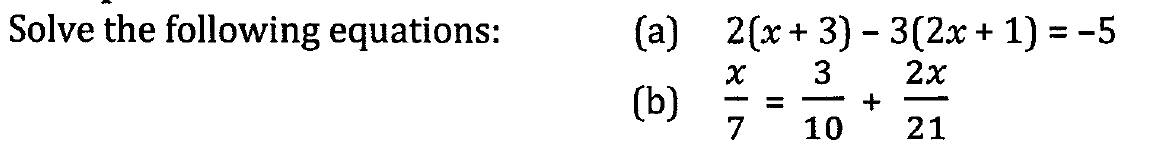 Solve the following equations: (a) 2(x + 3) – 3(2x + 1) = –5
(b) x/7 = 3/10 + 2x/21